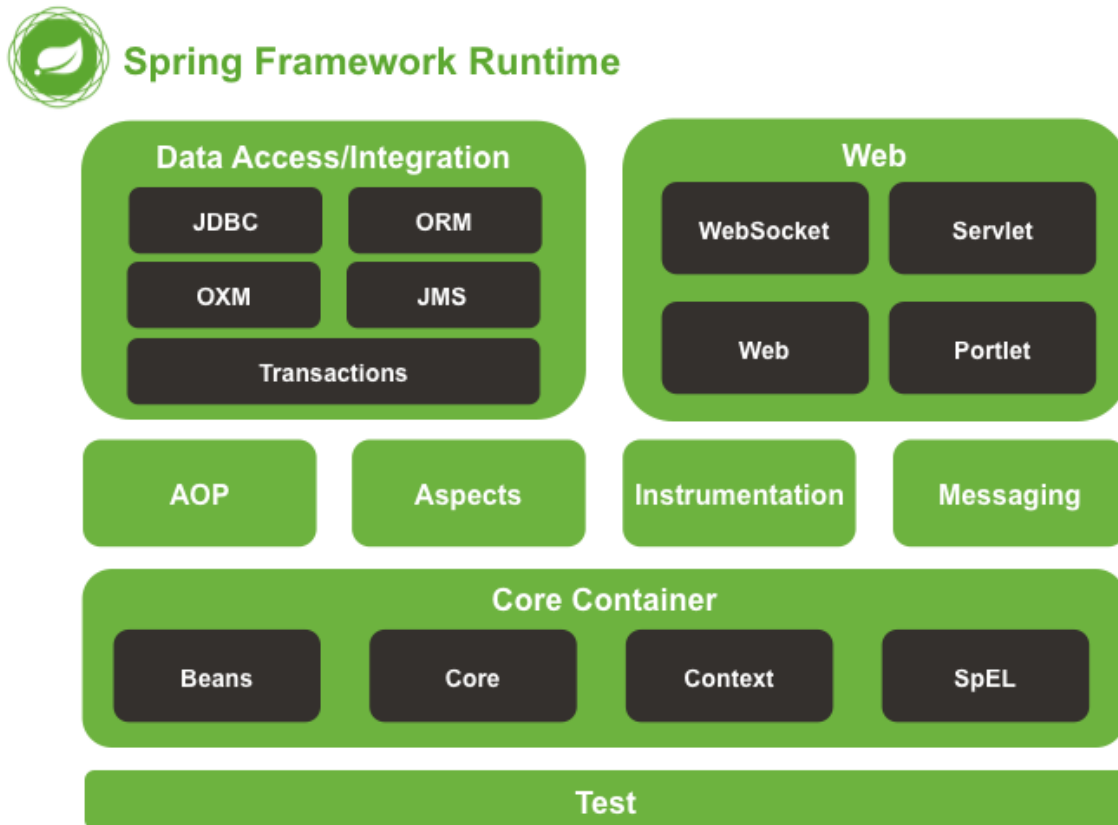 Spring Framework Runtime
Data Access/Integration
JDBC
ORM
OXM
JMS
Transactions
Web
WebSocket
Servlet
Web
Portlet
AOP
Aspects
Instrumentation
Messaging
Core Container
Beans
Core
Context
SpEL
Test